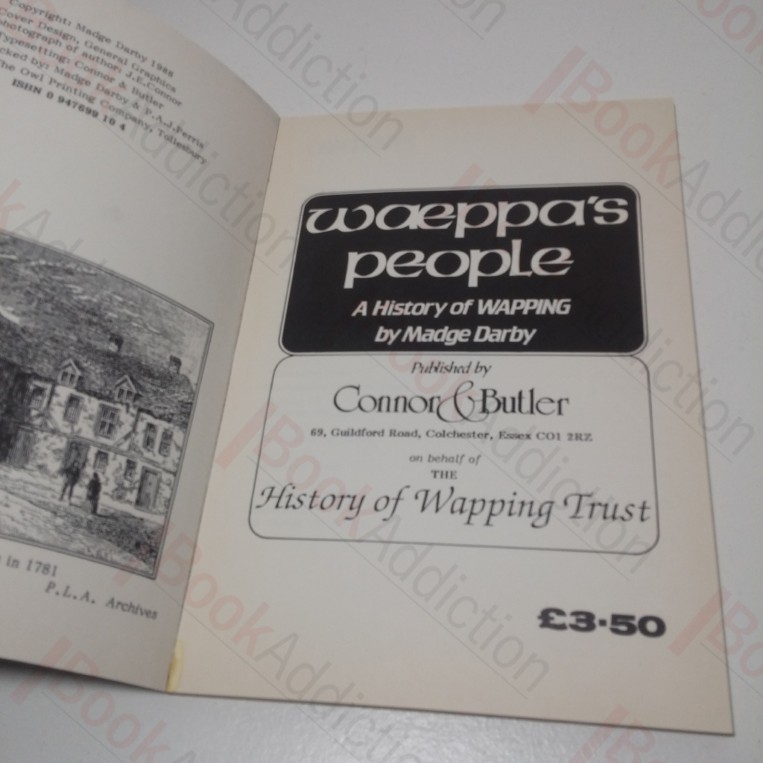 Copyright: Madge Darby 1988
Cover Design, General Graphics
photograph of author: J.E.Connor
Typesetting: Connor & Butler
by: Madge Darby & P.A.J.Ferris
The Owl Printing Company, Tollesbury
ISBN 0 947699 10 4
in 1781
P.L.A. Archives
waeppa's
people
A History of WAPPING
by Madge Darby
Published by
Connor & Butler
69, Guildford Road, Colchester, Essex CO1 2RZ
on behalf of
THE
History of Wapping Trust
£3·50
BookAddiction